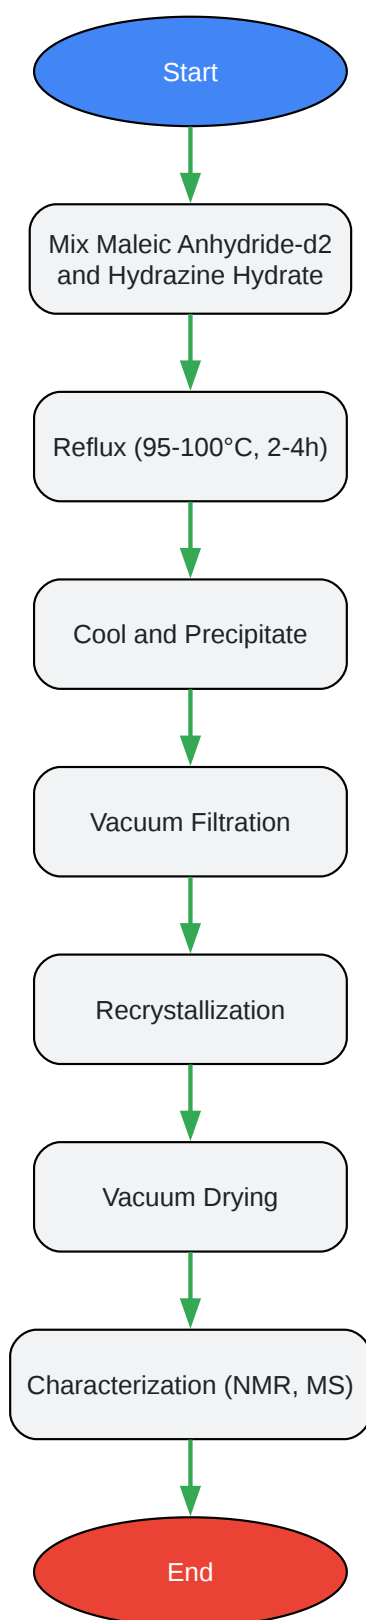 Start
Mix Maleic Anhydride-d2
and Hydrazine Hydrate
Reflux (95-100°C, 2-4h)
Cool and Precipitate
Vacuum Filtration
Recrystallization
Vacuum Drying
Characterization (NMR, MS)
End